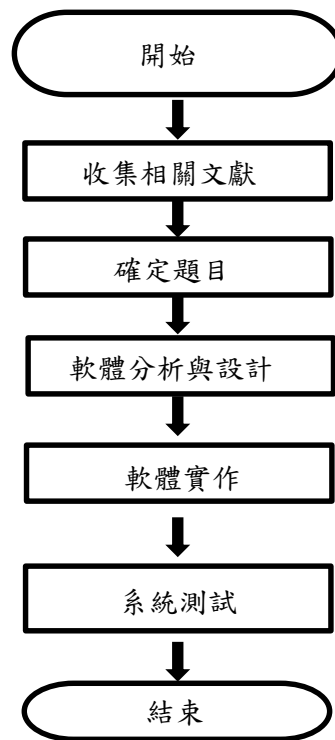 開始
收集相關文獻
確定題目
軟體分析與設計
軟體實作
系統測試
結束